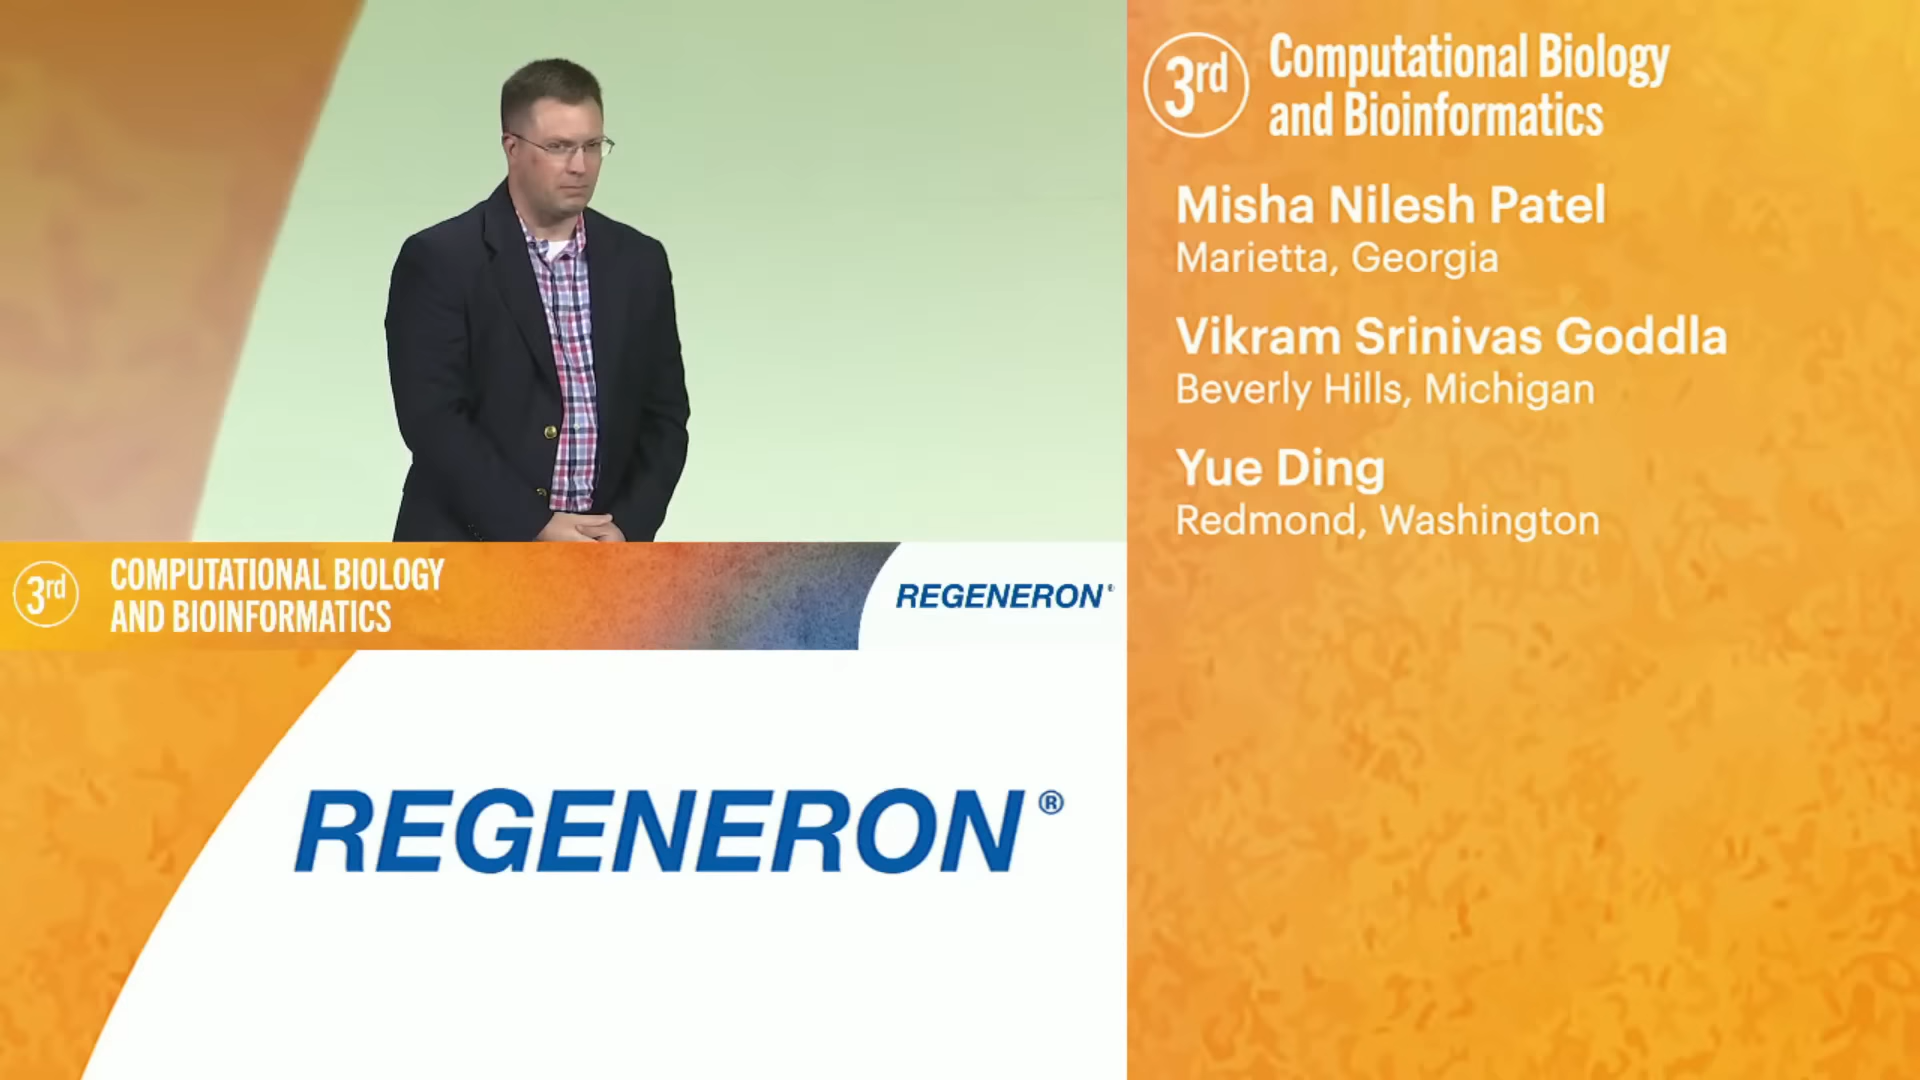 3rd
COMPUTATIONAL BIOLOGY
AND BIOINFORMATICS
REGENERON®
REGENERON®
3rd
Computational Biology
and Bioinformatics
Misha Nilesh Patel
Marietta, Georgia
Vikram Srinivas Goddla
Beverly Hills, Michigan
Yue Ding
Redmond, Washington